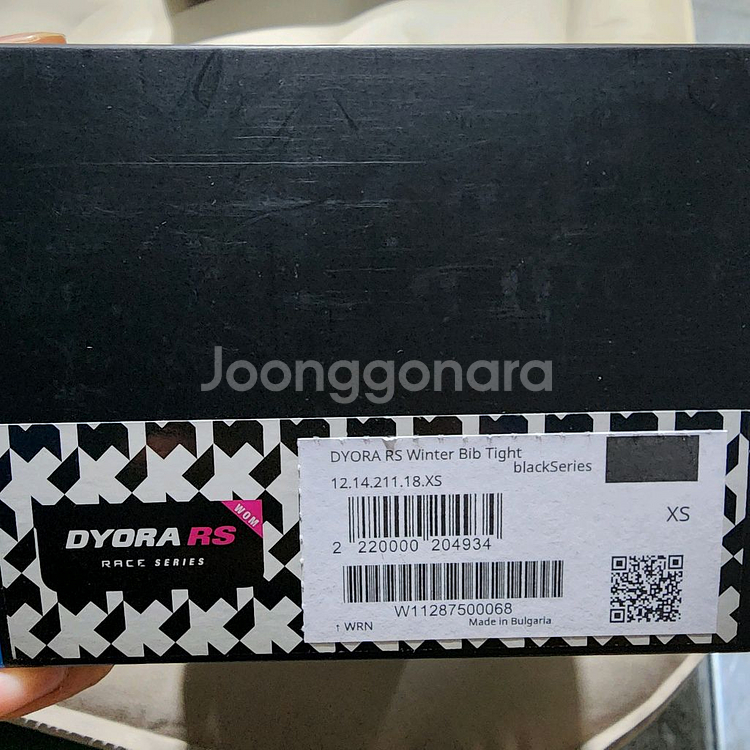 Joonggonara
DYORA RS Winter Bib Tight
blackSeries
12.14.211.18.XS
XS
2 220000 204934
W11287500068
↑ WRN
Made in Bulgaria
WOM
DYORA RS
RACE SERIES